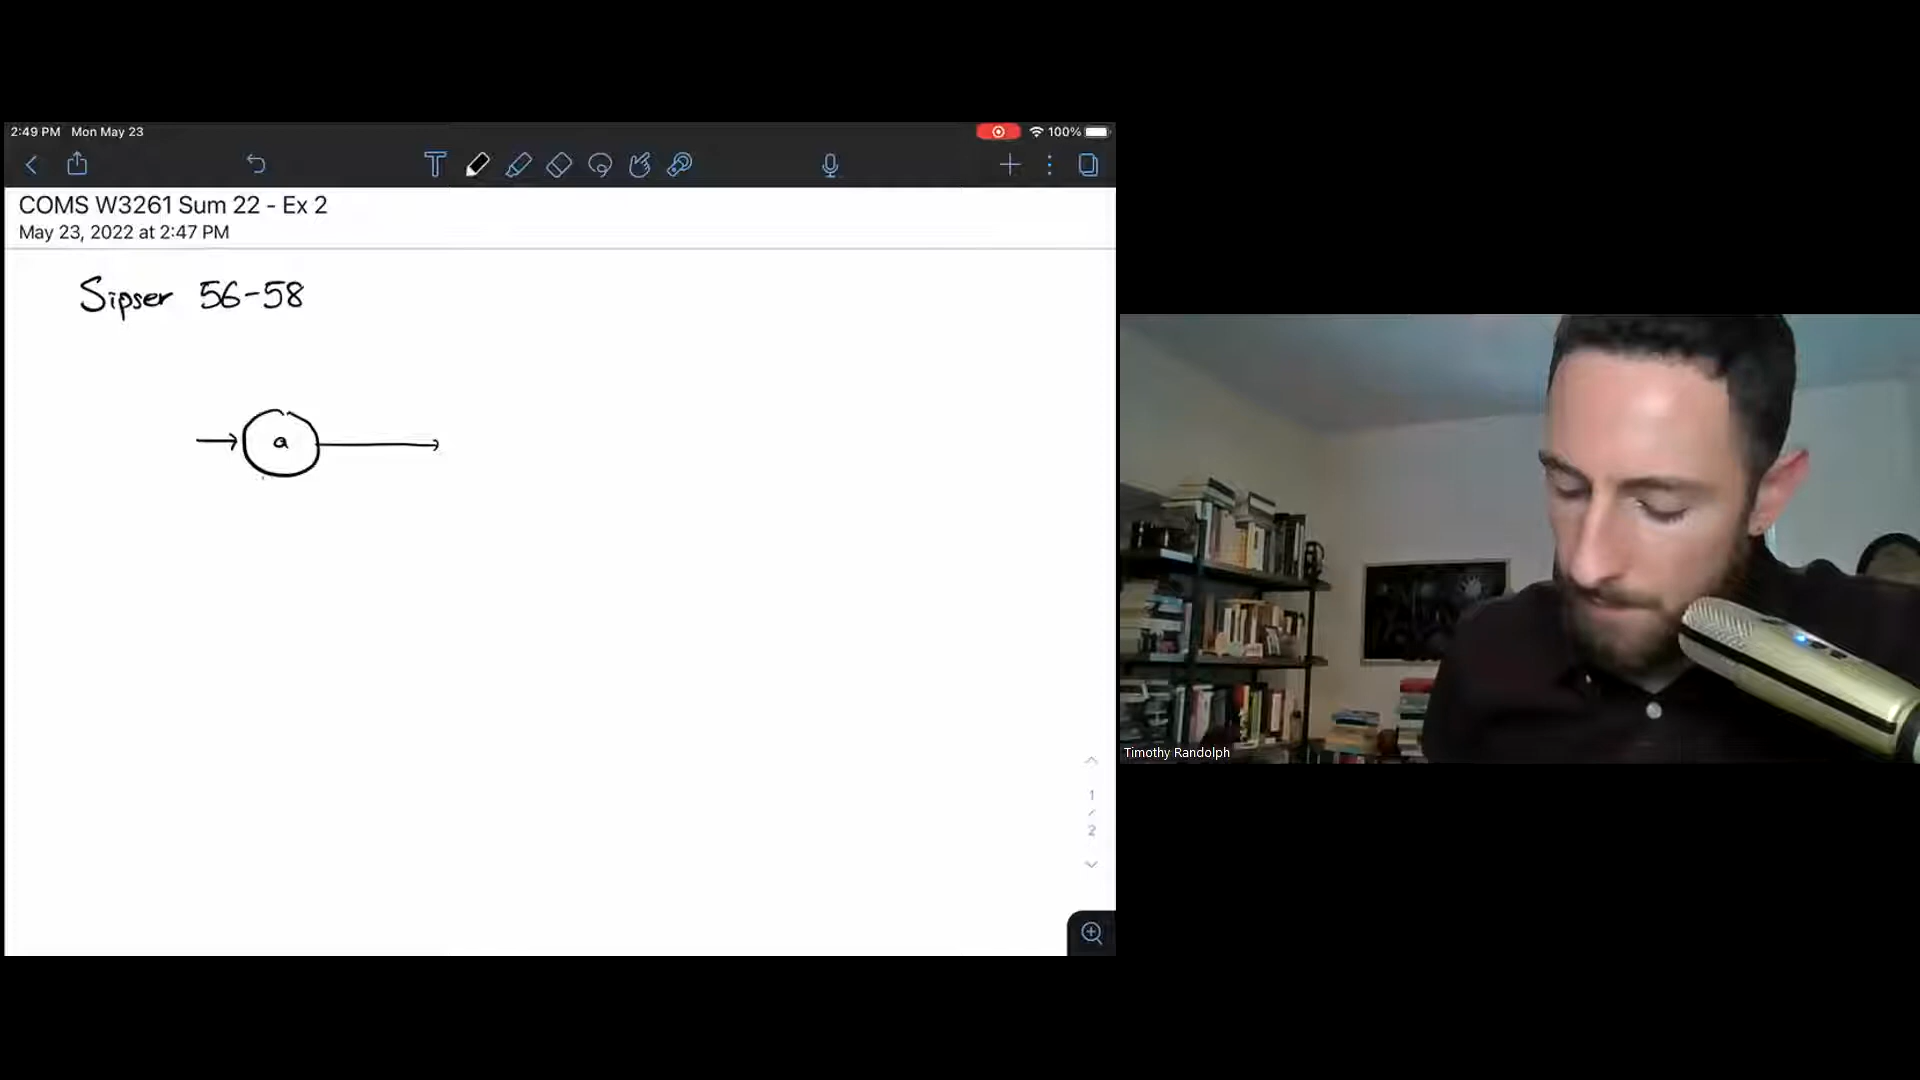 2:49 PM Mon May 23
100%
COMS W3261 Sum 22 - Ex 2
May 23, 2022 at 2:47 PM
Sipser 56-58
a
1
/
2
Timothy Randolph